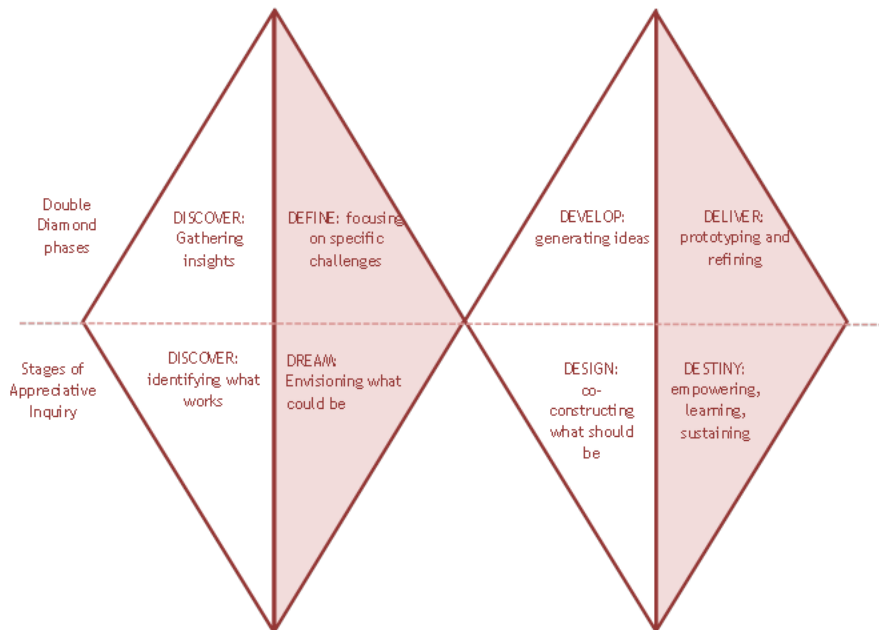 Double
Diamond
phases
DISCOVER:
Gathering
insights
DEFINE: focusing
on specific
challenges
DEVELOP:
generating ideas
DELIVER:
prototyping and
refining
Stages of
Appreciative
Inquiry
DISCOVER:
identifying what
works
DREAM:
Envisioning what
could be
DESIGN:
co-
constructing
what should
be
DESTINY:
empowering,
learning,
sustaining